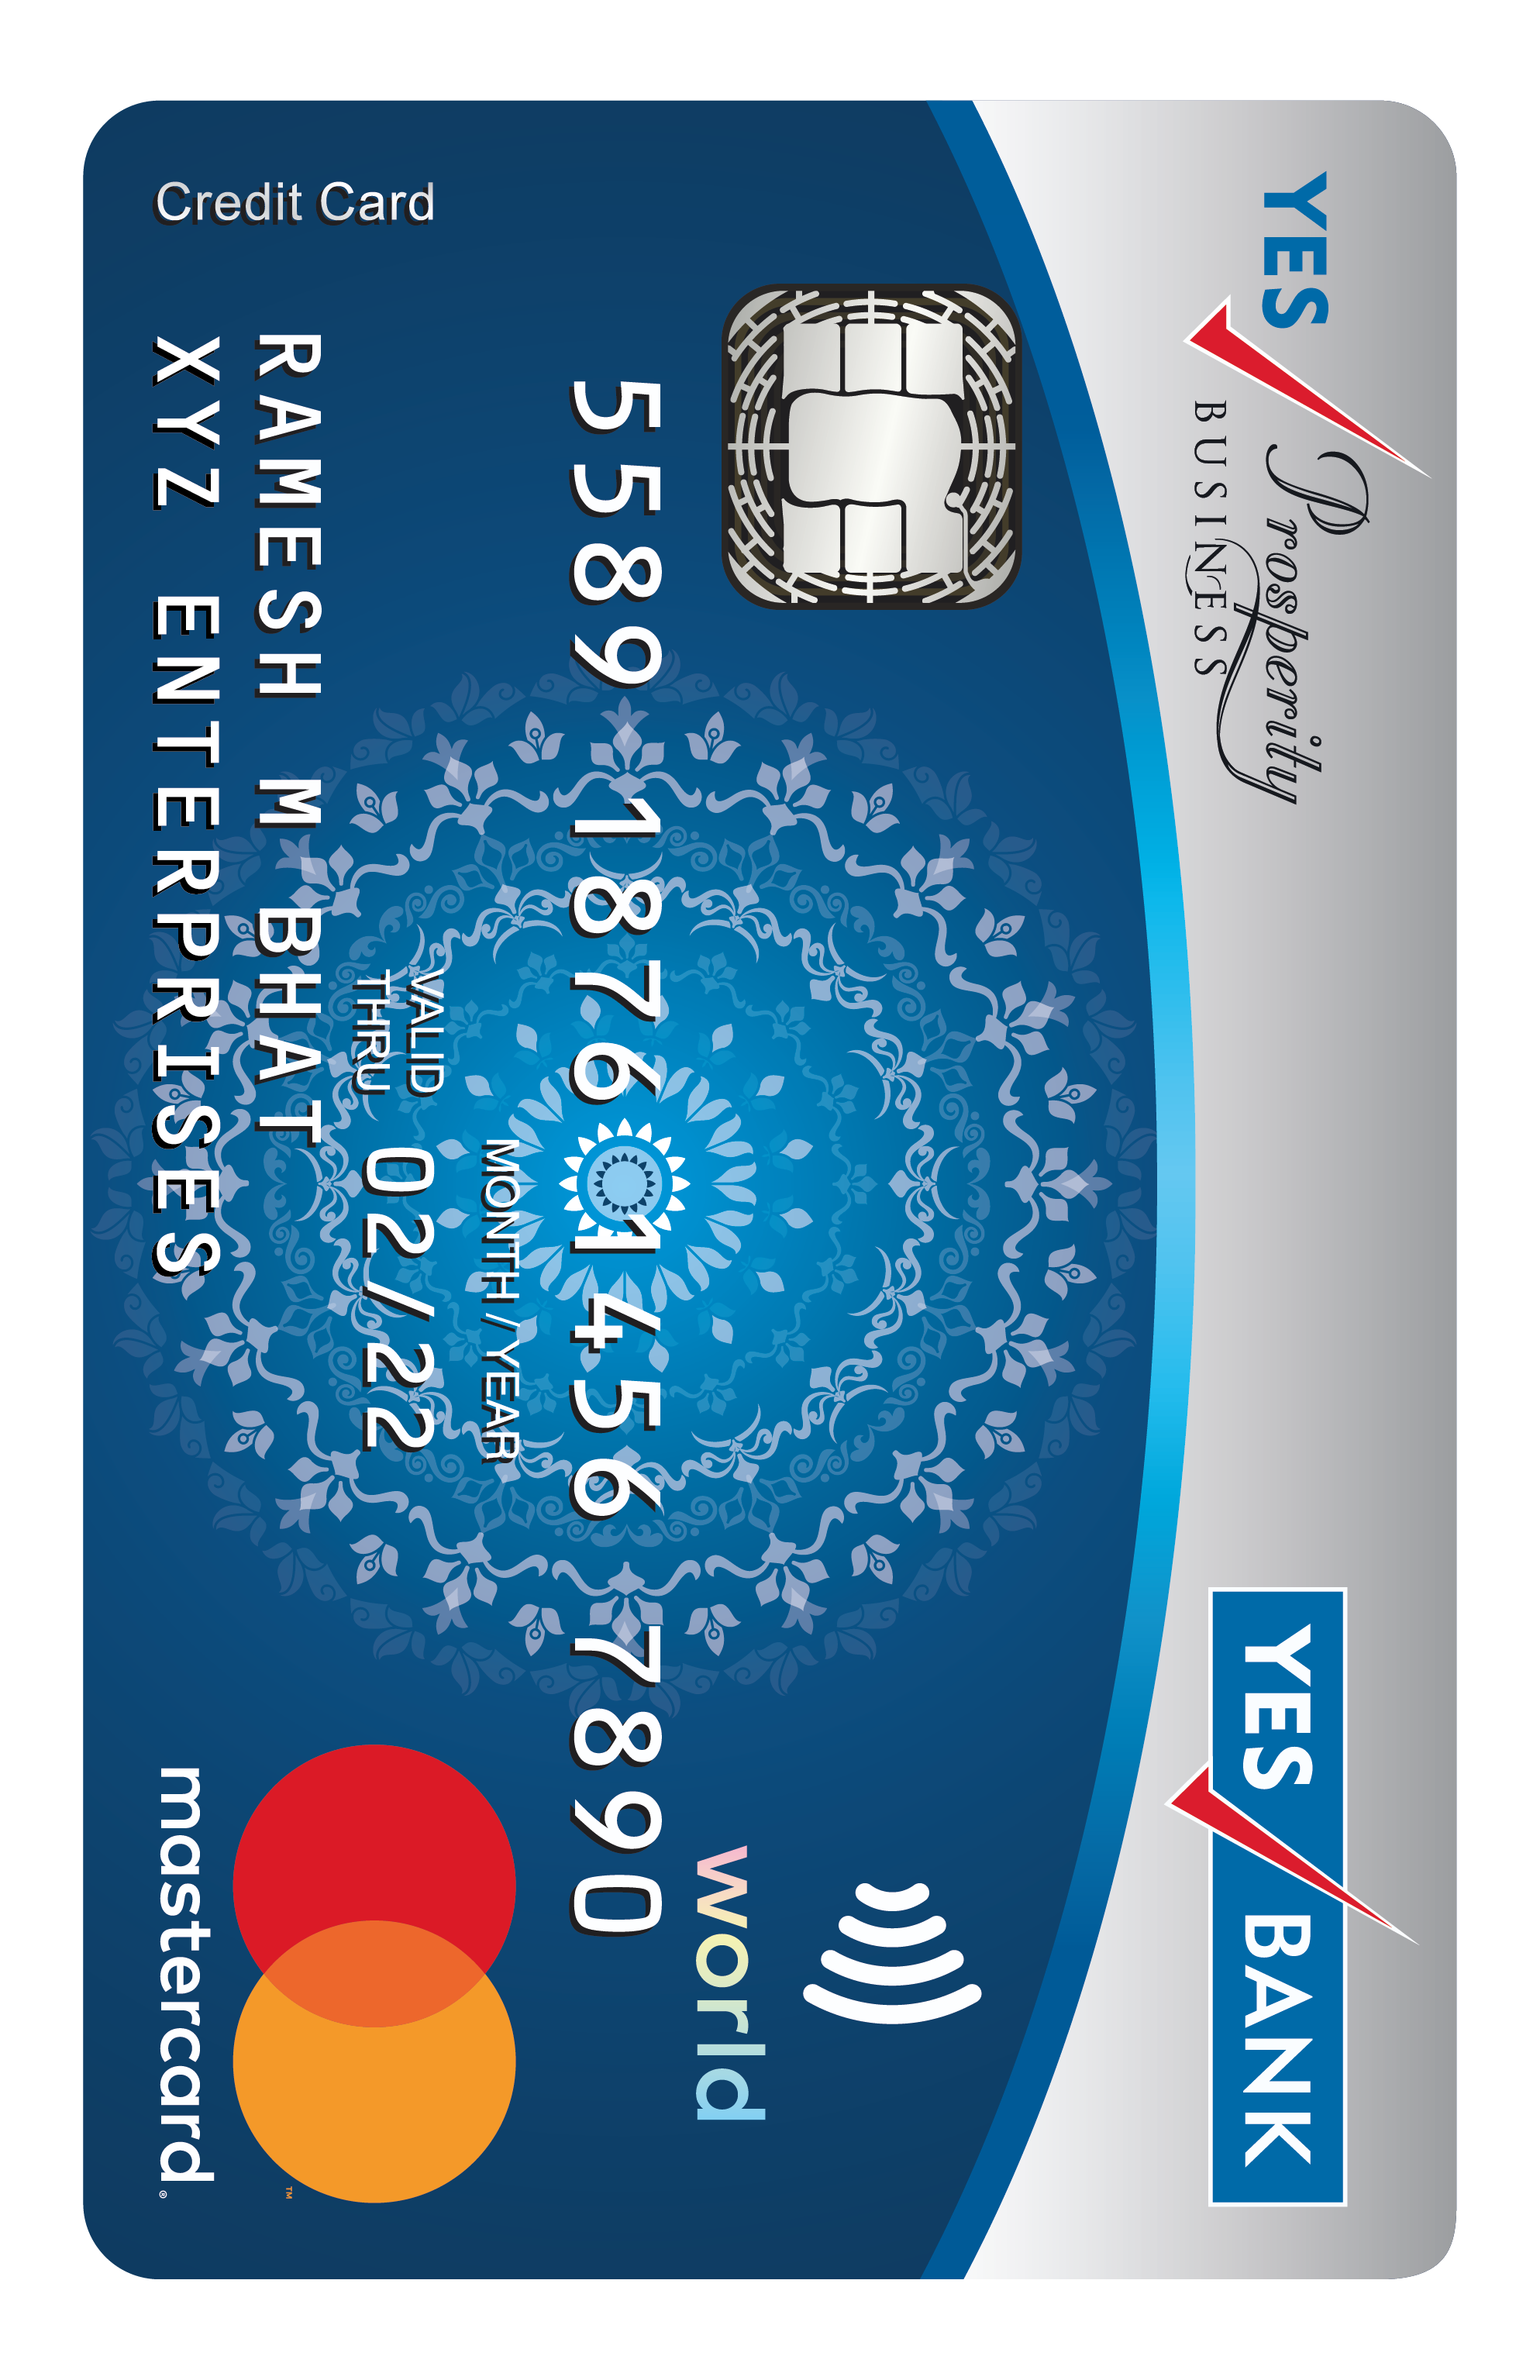 YES
Prosperity
BUSINESS
YES BANK
world
5589 1876 1456 7890
MONTH / YEAR
VALID
THRU
02/22
RAMESH M BHAT
XYZ ENTERPRISES
Credit Card
mastercard®
™